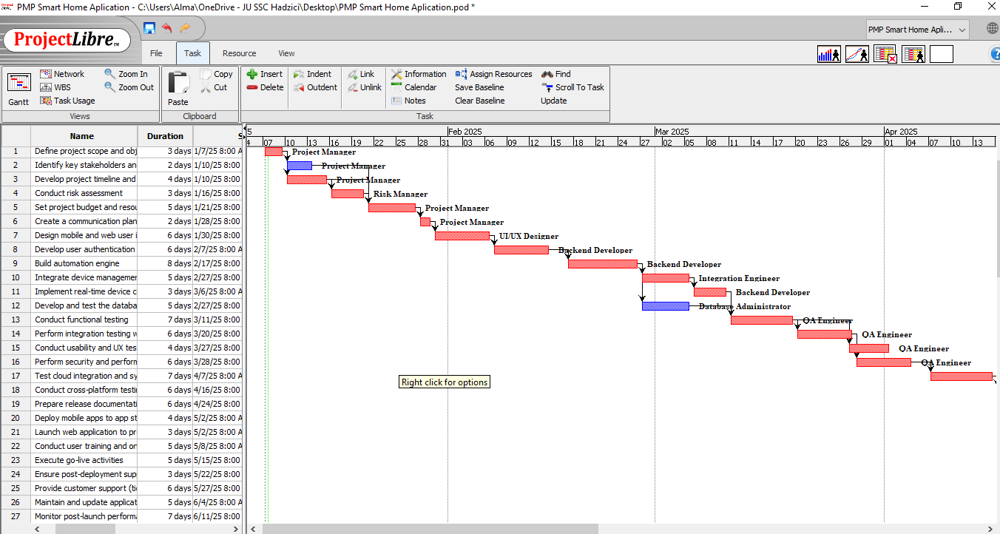 PMP Smart Home Application - C:\Users\Alma\OneDrive - JU SSC Hadzici\Desktop\PMP Smart Home Aplication.pod *
ProjectLibre™
PMP Smart Home Apli...
File Task Resource View
Network Zoom In Copy Insert Indent Link Information Assign Resources Find
WBS Zoom Out Cut Delete Outdent Unlink Calendar Save Baseline Scroll To Task
Gantt Task Usage Paste Notes Clear Baseline Update
Views Clipboard Task
5 Feb 2025 Mar 2025 Apr 2025
Name Duration S
4 07 10 13 16 19 22 25 28 31 03 06 09 12 15 18 21 24 27 02 05 08 11 14 17 20 23 26 29 01 04 07 10 13
1 Define project scope and obj 3 days 1/7/25 8:00 A Project Manager
2 Identify key stakeholders an 2 days 1/10/25 8:00 Project Manager
3 Develop project timeline and 4 days 1/10/25 8:00 Project Manager
4 Conduct risk assessment 3 days 1/16/25 8:00 Risk Manager
5 Set project budget and resou 5 days 1/21/25 8:00 Project Manager
6 Create a communication plan 2 days 1/28/25 8:00 Project Manager
7 Design mobile and web user i 6 days 1/30/25 8:00 UI/UX Designer
8 Develop user authentication 6 days 2/7/25 8:00 A Backend Developer
9 Build automation engine 8 days 2/17/25 8:00 Backend Developer
10 Integrate device managemer 5 days 2/27/25 8:00 Integration Engineer
11 Implement real-time device c 3 days 3/6/25 8:00 A Backend Developer
12 Develop and test the databa 5 days 2/27/25 8:00 Database Administrator
13 Conduct functional testing 7 days 3/11/25 8:00 QA Engineer
14 Perform integration testing w 6 days 3/20/25 8:00 QA Engineer
15 Conduct usability and UX tes 4 days 3/27/25 8:00 QA Engineer
16 Perform security and perform 6 days 3/28/25 8:00 QA Engineer
17 Test cloud integration and sy 7 days 4/7/25 8:00 A
Right click for options
18 Conduct cross-platform testi 6 days 4/16/25 8:00
19 Prepare release documentati 6 days 4/24/25 8:00
20 Deploy mobile apps to app st 4 days 5/2/25 8:00 A
21 Launch web application to pr 3 days 5/2/25 8:00 A
22 Conduct user training and on 5 days 5/8/25 8:00 A
23 Execute go-live activities 5 days 5/15/25 8:00
24 Ensure post-deployment sup 3 days 5/22/25 8:00
25 Provide customer support (tie 6 days 5/27/25 8:00
26 Maintain and update applicat 5 days 6/4/25 8:00 A
27 Monitor post-launch performa 7 days 6/11/25 8:00